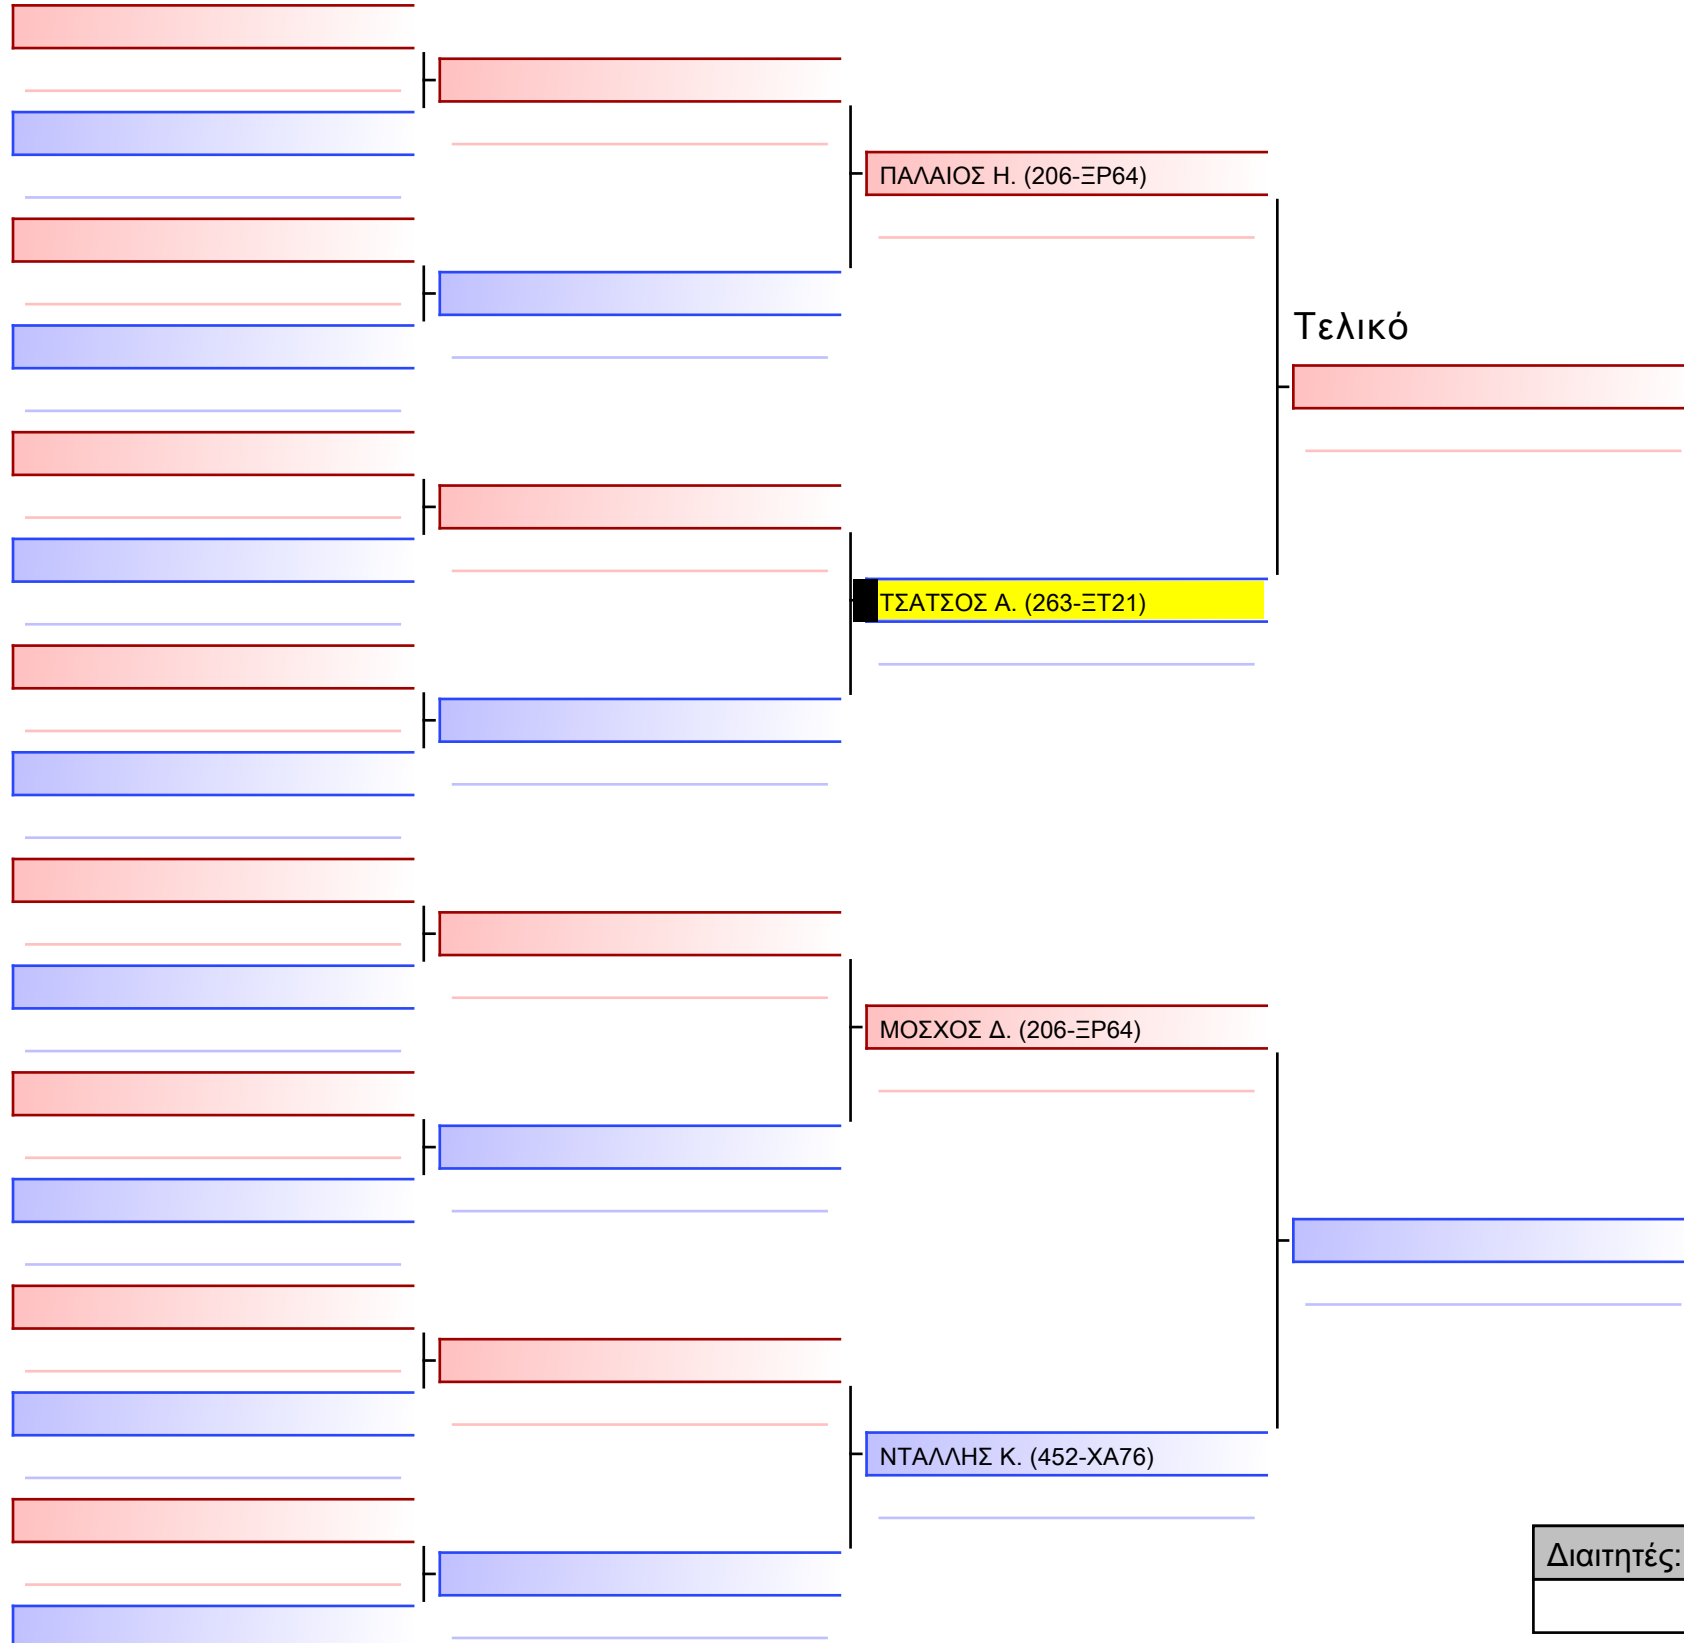 ΠΑΛΑΙΟΣ Η. (206-ΞΡ64)
Τελικό
ΤΣΑΤΣΟΣ Α. (263-ΞΤ21)
ΜΟΣΧΟΣ Δ. (206-ΞΡ64)
ΝΤΑΛΛΗΣ Κ. (452-ΧΑ76)
Διαιτητές: